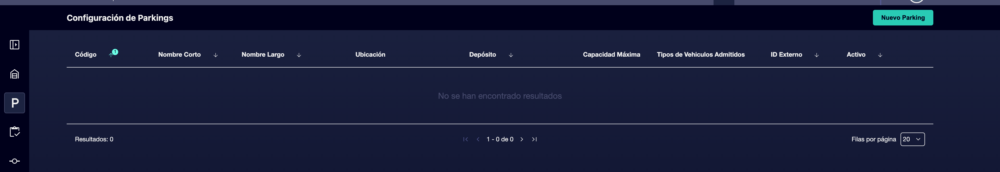 Configuración de Parkings
Nuevo Parking
Código 1 Nombre Corto Nombre Largo Ubicación Depósito Capacidad Máxima Tipos de Vehiculos Admitidos ID Externo Activo
No se han encontrado resultados
P
Resultados: 0 1 - 0 de 0 Filas por página 20